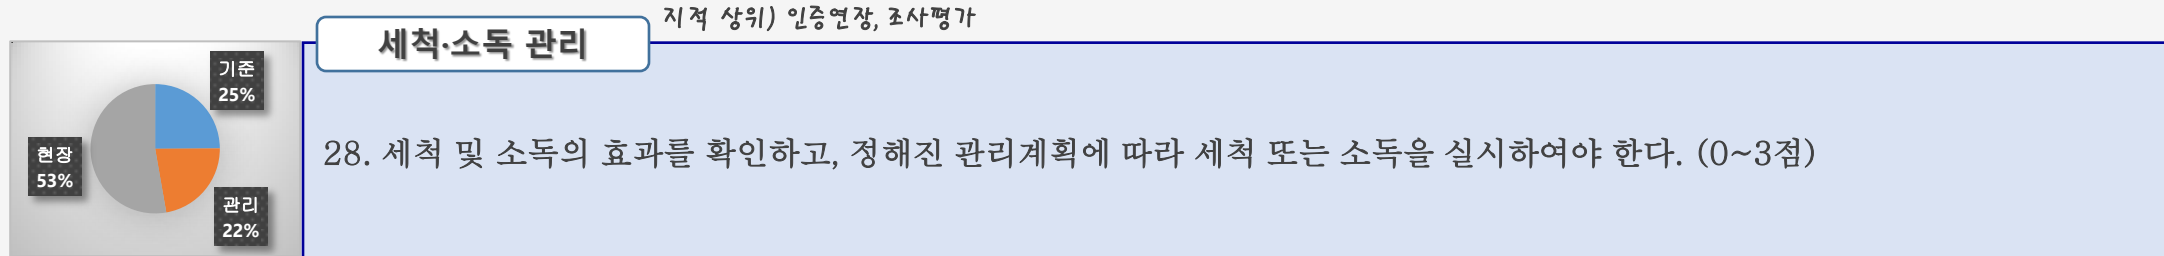 지적 상위) 인증연장, 조사평가
세척·소독 관리
기준
25%
현장
53%
관리
22%
28. 세척 및 소독의 효과를 확인하고, 정해진 관리계획에 따라 세척 또는 소독을 실시하여야 한다. (0~3점)